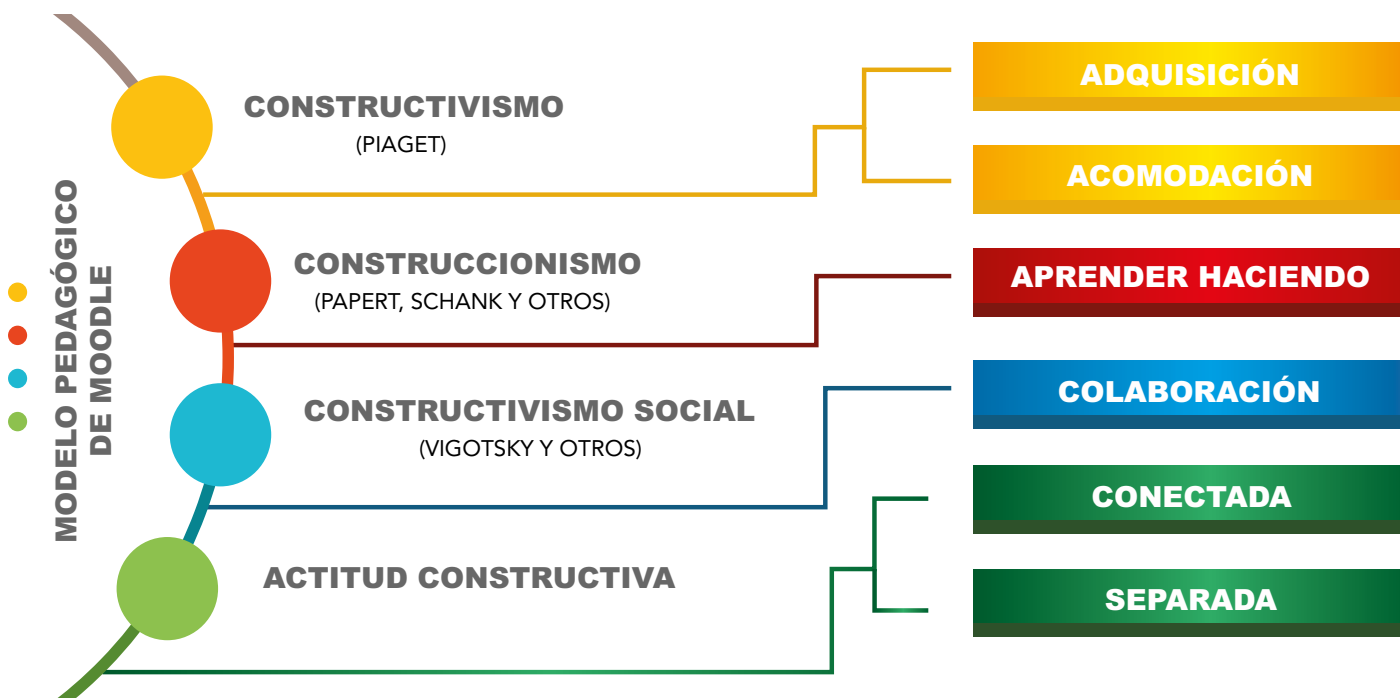 MODELO PEDAGÓGICO
DE MOODLE
CONSTRUCTIVISMO
(PIAGET)
ADQUISICIÓN
ACOMODACIÓN
CONSTRUCCIONISMO
(PAPERT, SCHANK Y OTROS)
APRENDER HACIENDO
CONSTRUCTIVISMO SOCIAL
(VIGOTSKY Y OTROS)
COLABORACIÓN
ACTITUD CONSTRUCTIVA
CONECTADA
SEPARADA